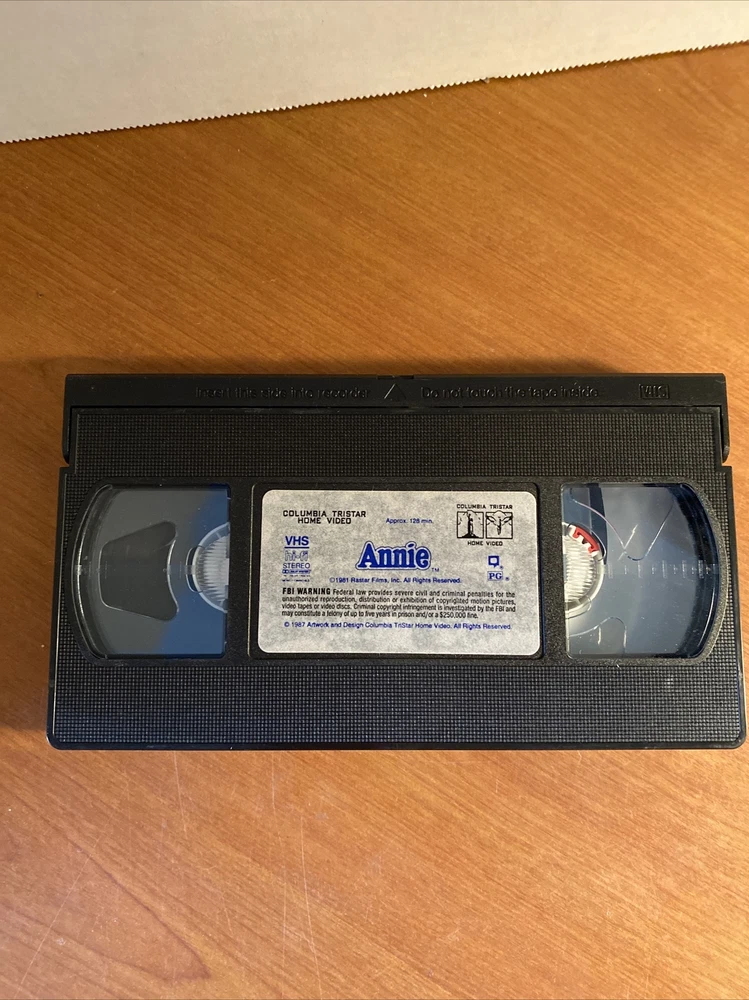 Insert this side into recorder
Do not touch the tape inside
VHS
COLUMBIA TRISTAR
HOME VIDEO
Approx. 128 min.
COLUMBIA TRISTAR
HOME VIDEO
VHS
hi-fi
STEREO
Annie™
PG ®
©1981 Rastar Films, Inc. All Rights Reserved.
FBI WARNING Federal law provides severe civil and criminal penalties for the
unauthorized reproduction, distribution or exhibition of copyrighted motion pictures,
video tapes or video discs. Criminal copyright infringement is investigated by the FBI and
may constitute a felony of up to five years in prison and/or a $250,000 fine.
© 1987 Artwork and Design Columbia TriStar Home Video. All Rights Reserved.